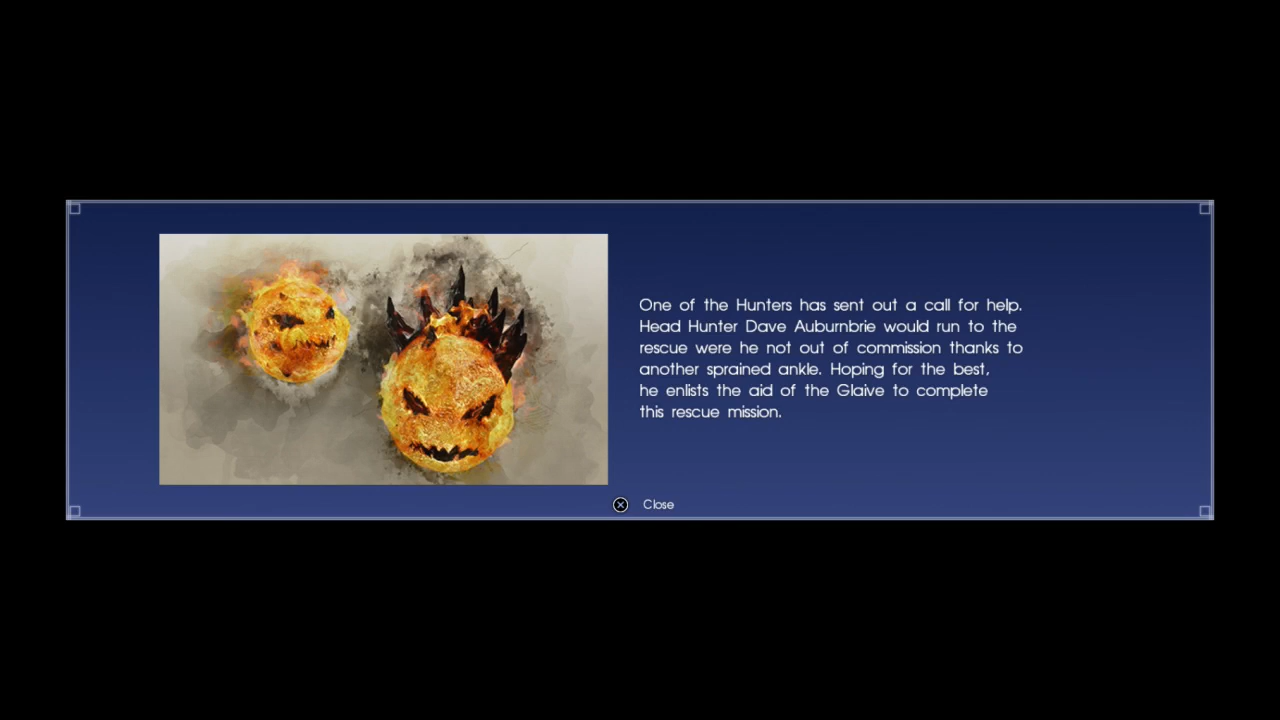 One of the Hunters has sent out a call for help.
Head Hunter Dave Auburnbrie would run to the
rescue were he not out of commission thanks to
another sprained ankle. Hoping for the best,
he enlists the aid of the Glaive to complete
this rescue mission.
Close